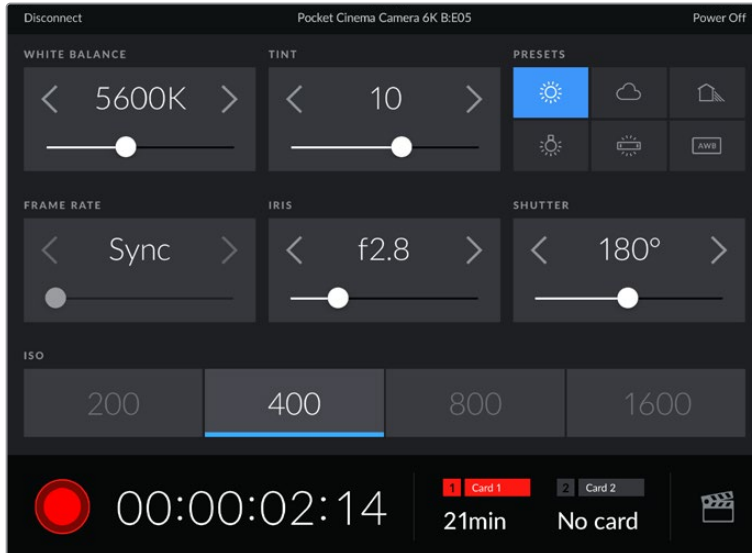 Disconnect Pocket Cinema Camera 6K B:E05 Power Off
WHITE BALANCE TINT PRESETS
5600K 10
AWB
FRAME RATE IRIS SHUTTER
Sync f2.8 180°
ISO
200 400 800 1600
00:00:02:14 1 Card 1 2 Card 2
21min No card